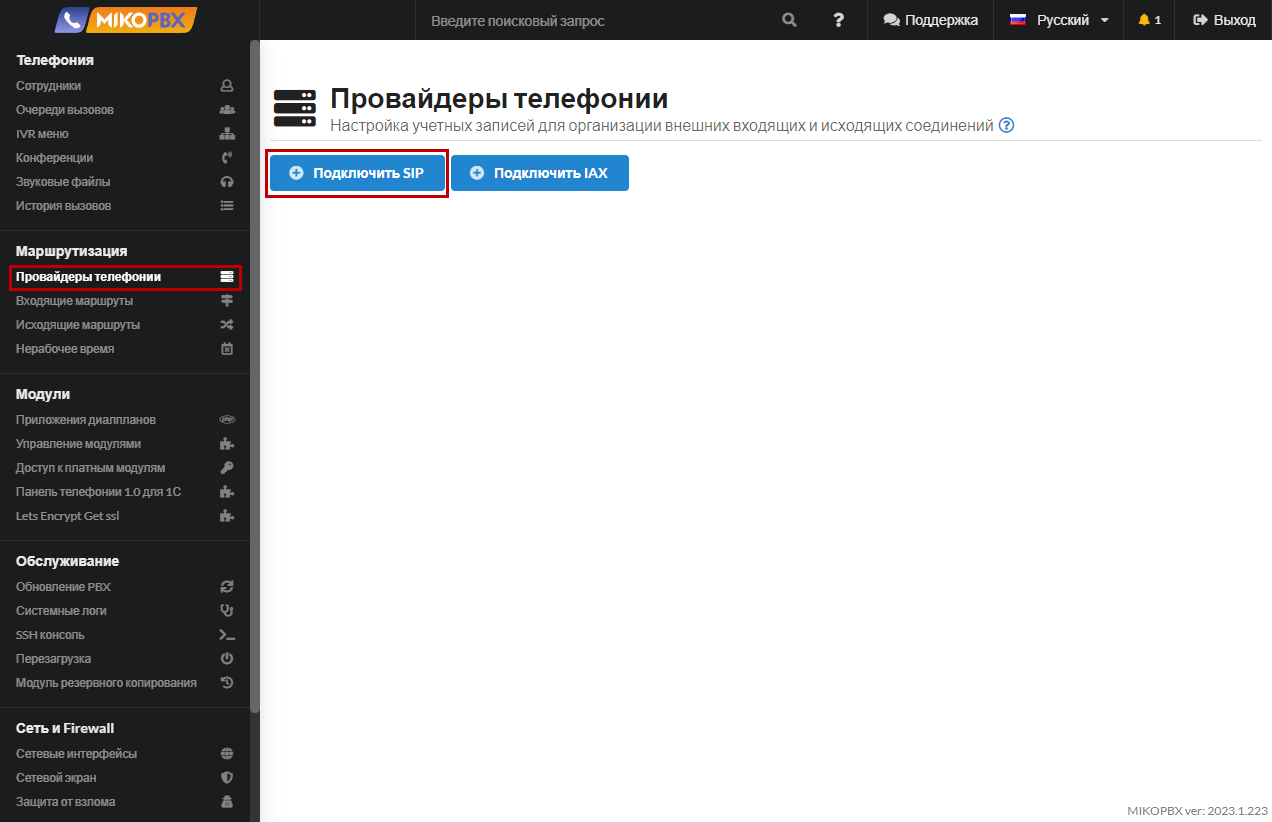 MIKOPBX
Введите поисковый запрос
?
Поддержка
Русский
1
Выход
Телефония
Сотрудники
Очереди вызовов
IVR меню
Конференции
Звуковые файлы
История вызовов
Маршрутизация
Провайдеры телефонии
Входящие маршруты
Исходящие маршруты
Нерабочее время
Модули
Приложения диалпланов
php
Управление модулями
Доступ к платным модулям
Панель телефонии 1.0 для 1С
Lets Encrypt Get ssl
Обслуживание
Обновление PBX
Системные логи
SSH консоль
Перезагрузка
Модуль резервного копирования
Сеть и Firewall
Сетевые интерфейсы
Сетевой экран
Защита от взлома
Провайдеры телефонии
Настройка учетных записей для организации внешних входящих и исходящих соединений ?
Подключить SIP
Подключить IAX
MIKOPBX ver: 2023.1.223